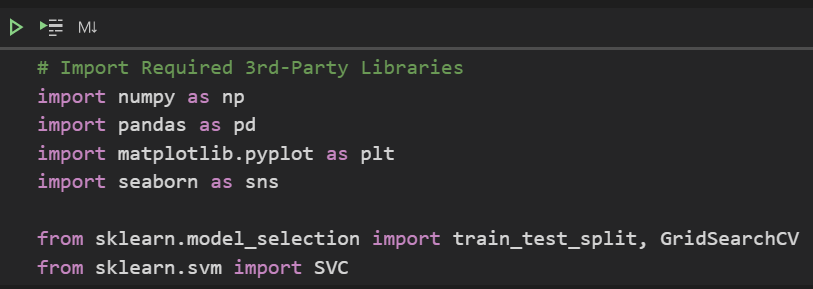 M↓
# Import Required 3rd-Party Libraries
import numpy as np
import pandas as pd
import matplotlib.pyplot as plt
import seaborn as sns
from sklearn.model_selection import train_test_split, GridSearchCV
from sklearn.svm import SVC